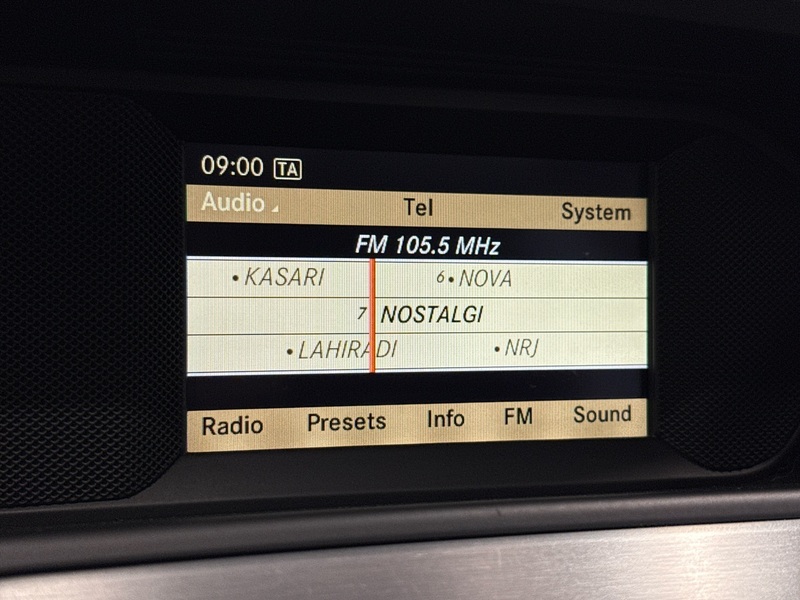 09:00 TA
Audio Tel System
FM 105.5 MHz
• KASARI 6 • NOVA
7 NOSTALGI
• LAHIRADI • NRJ
Radio Presets Info FM Sound